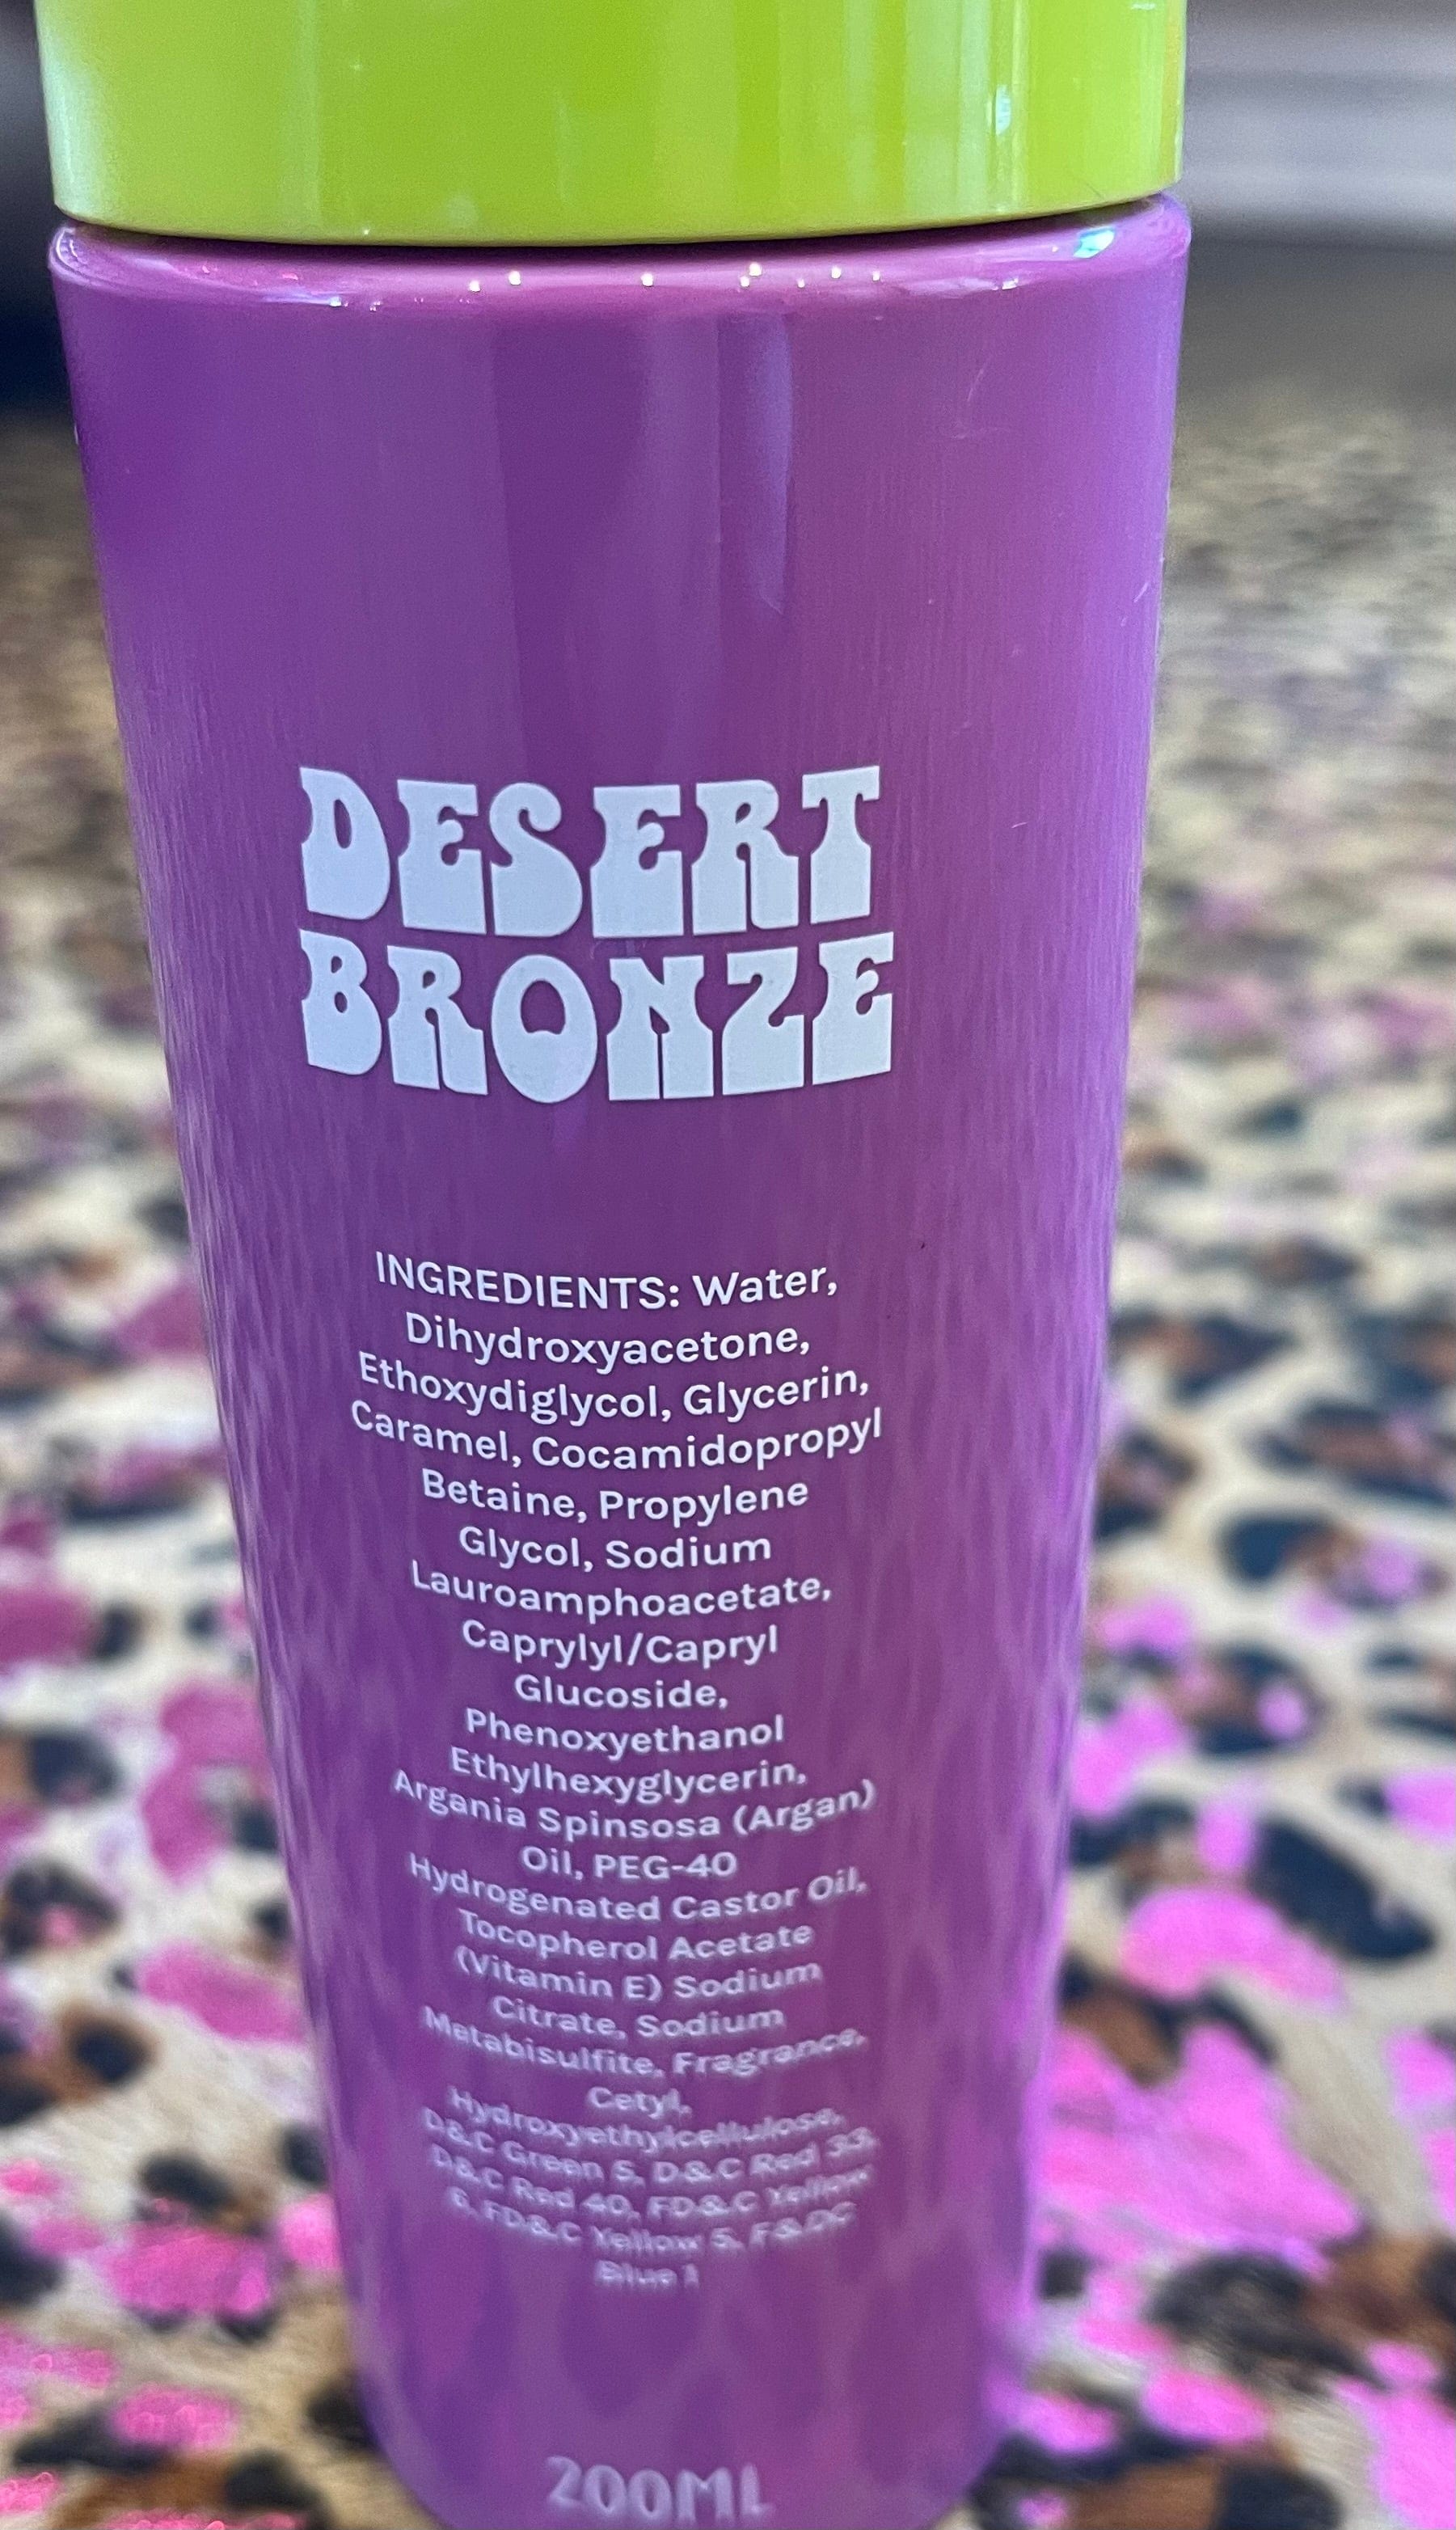 DESERT
BRONZE
INGREDIENTS: Water,
Dihydroxyacetone,
Ethoxydiglycol, Glycerin,
Caramel, Cocamidopropyl
Betaine, Propylene
Glycol, Sodium
Lauroamphoacetate,
Caprylyl/Capryl
Glucoside,
Phenoxyethanol
Ethylhexyglycerin,
Argania Spinsosa (Argan)
Oil, PEG-40
Hydrogenated Castor Oil,
Tocopherol Acetate
(Vitamin E) Sodium
Citrate, Sodium
Metabisulfite, Fragrance,
Cetyl,
Hydroxyethylcellulose,
D&C Green 5, D&C Red 33,
D&C Red 40, FD&C Yellow
6, FD&C Yellow 5, F&DC
Blue 1
200ML